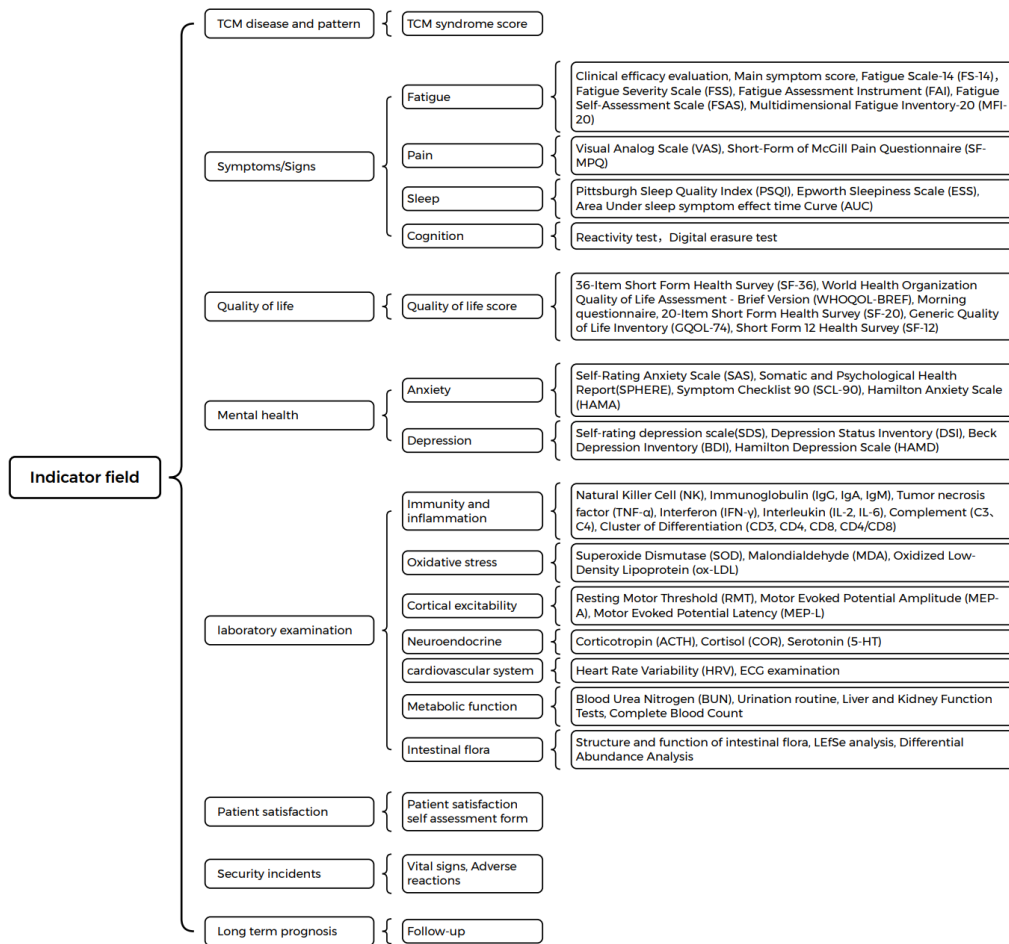 TCM disease and pattern
TCM syndrome score
Symptoms/Signs
Fatigue
Clinical efficacy evaluation, Main symptom score, Fatigue Scale-14 (FS-14)，
Fatigue Severity Scale (FSS), Fatigue Assessment Instrument (FAI), Fatigue
Self-Assessment Scale (FSAS), Multidimensional Fatigue Inventory-20 (MFI-
20)
Pain
Visual Analog Scale (VAS), Short-Form of McGill Pain Questionnaire (SF-
MPQ)
Sleep
Pittsburgh Sleep Quality Index (PSQI), Epworth Sleepiness Scale (ESS),
Area Under sleep symptom effect time Curve (AUC)
Cognition
Reactivity test，Digital erasure test
Quality of life
Quality of life score
36-Item Short Form Health Survey (SF-36), World Health Organization
Quality of Life Assessment - Brief Version (WHOQOL-BREF), Morning
questionnaire, 20-Item Short Form Health Survey (SF-20), Generic Quality
of Life Inventory (GQOL-74), Short Form 12 Health Survey (SF-12)
Mental health
Anxiety
Self-Rating Anxiety Scale (SAS), Somatic and Psychological Health
Report(SPHERE), Symptom Checklist 90 (SCL-90), Hamilton Anxiety Scale
(HAMA)
Depression
Self-rating depression scale(SDS), Depression Status Inventory (DSI), Beck
Depression Inventory (BDI), Hamilton Depression Scale (HAMD)
Indicator field
laboratory examination
Immunity and
inflammation
Natural Killer Cell (NK), Immunoglobulin (IgG, IgA, IgM), Tumor necrosis
factor (TNF-α), Interferon (IFN-γ), Interleukin (IL-2, IL-6), Complement (C3、
C4), Cluster of Differentiation (CD3, CD4, CD8, CD4/CD8)
Oxidative stress
Superoxide Dismutase (SOD), Malondialdehyde (MDA), Oxidized Low-
Density Lipoprotein (ox-LDL)
Cortical excitability
Resting Motor Threshold (RMT), Motor Evoked Potential Amplitude (MEP-
A), Motor Evoked Potential Latency (MEP-L)
Neuroendocrine
Corticotropin (ACTH), Cortisol (COR), Serotonin (5-HT)
cardiovascular system
Heart Rate Variability (HRV), ECG examination
Metabolic function
Blood Urea Nitrogen (BUN), Urination routine, Liver and Kidney Function
Tests, Complete Blood Count
Intestinal flora
Structure and function of intestinal flora, LEfSe analysis, Differential
Abundance Analysis
Patient satisfaction
Patient satisfaction
self assessment form
Security incidents
Vital signs, Adverse
reactions
Long term prognosis
Follow-up